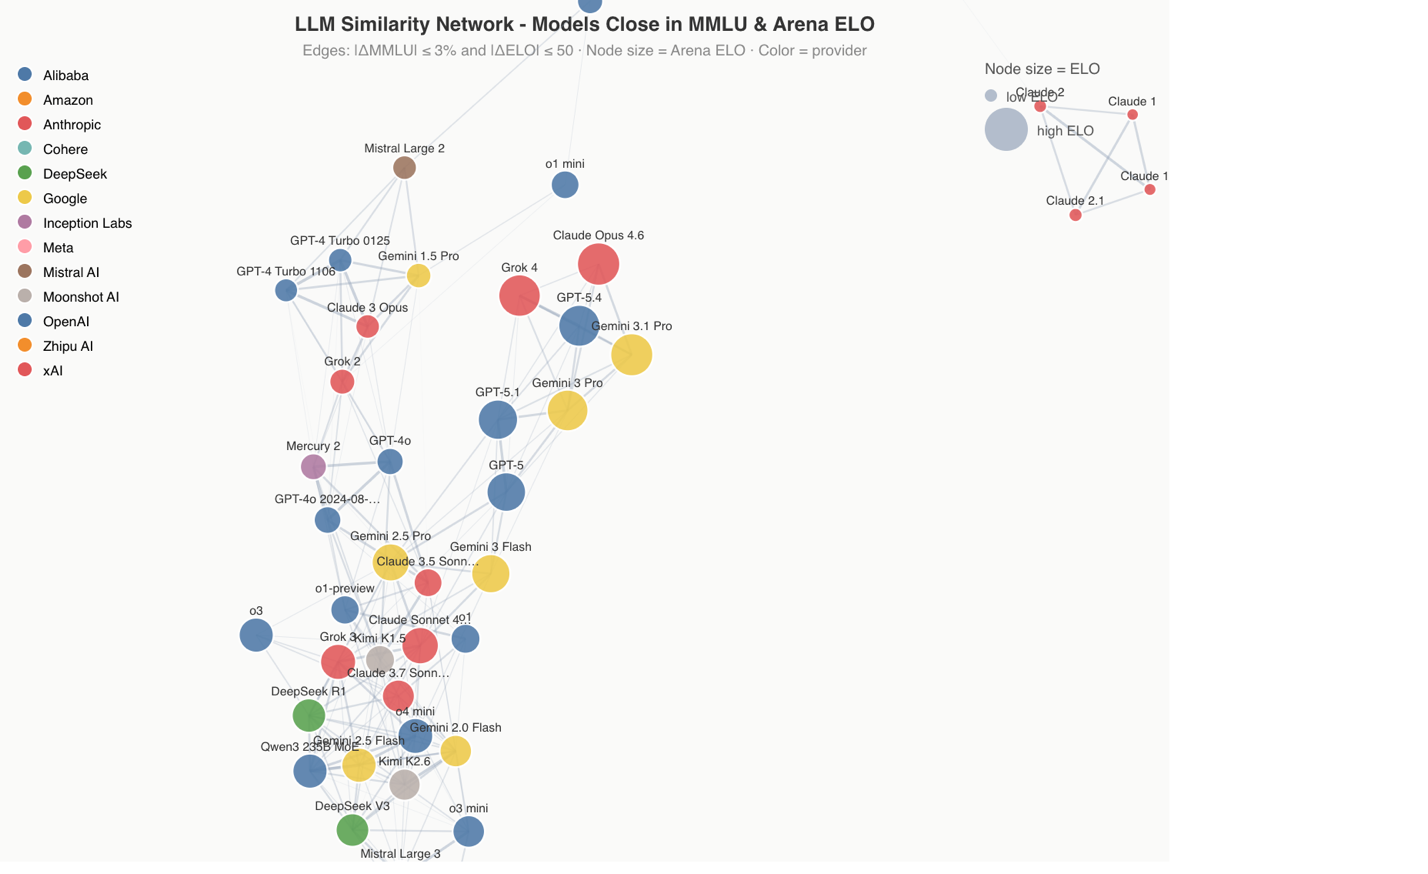 LLM Similarity Network - Models Close in MMLU & Arena ELO
Edges: |ΔMMLU| ≤ 3% and |ΔELO| ≤ 50 · Node size = Arena ELO · Color = provider
Alibaba
Amazon
Anthropic
Cohere
DeepSeek
Google
Inception Labs
Meta
Mistral AI
Moonshot AI
OpenAI
Zhipu AI
xAI
Node size = ELO
low ELO
high ELO
Claude 2
Claude 1
Claude 1
Claude 2.1
Mistral Large 2
o1 mini
GPT-4 Turbo 0125
Gemini 1.5 Pro
GPT-4 Turbo 1106
Claude 3 Opus
Grok 2
Claude Opus 4.6
Grok 4
GPT-5.4
Gemini 3.1 Pro
Gemini 3 Pro
GPT-5.1
Mercury 2
GPT-4o
GPT-5
GPT-4o 2024-08-…
Gemini 2.5 Pro
Gemini 3 Flash
Claude 3.5 Sonn…
o1-preview
o3
Claude Sonnet 4…
o1
Grok 3
Kimi K1.5
Claude 3.7 Sonn…
DeepSeek R1
o4 mini
Gemini 2.0 Flash
Gemini 2.5 Flash
Qwen3 235B MoE
Kimi K2.6
DeepSeek V3
o3 mini
Mistral Large 3